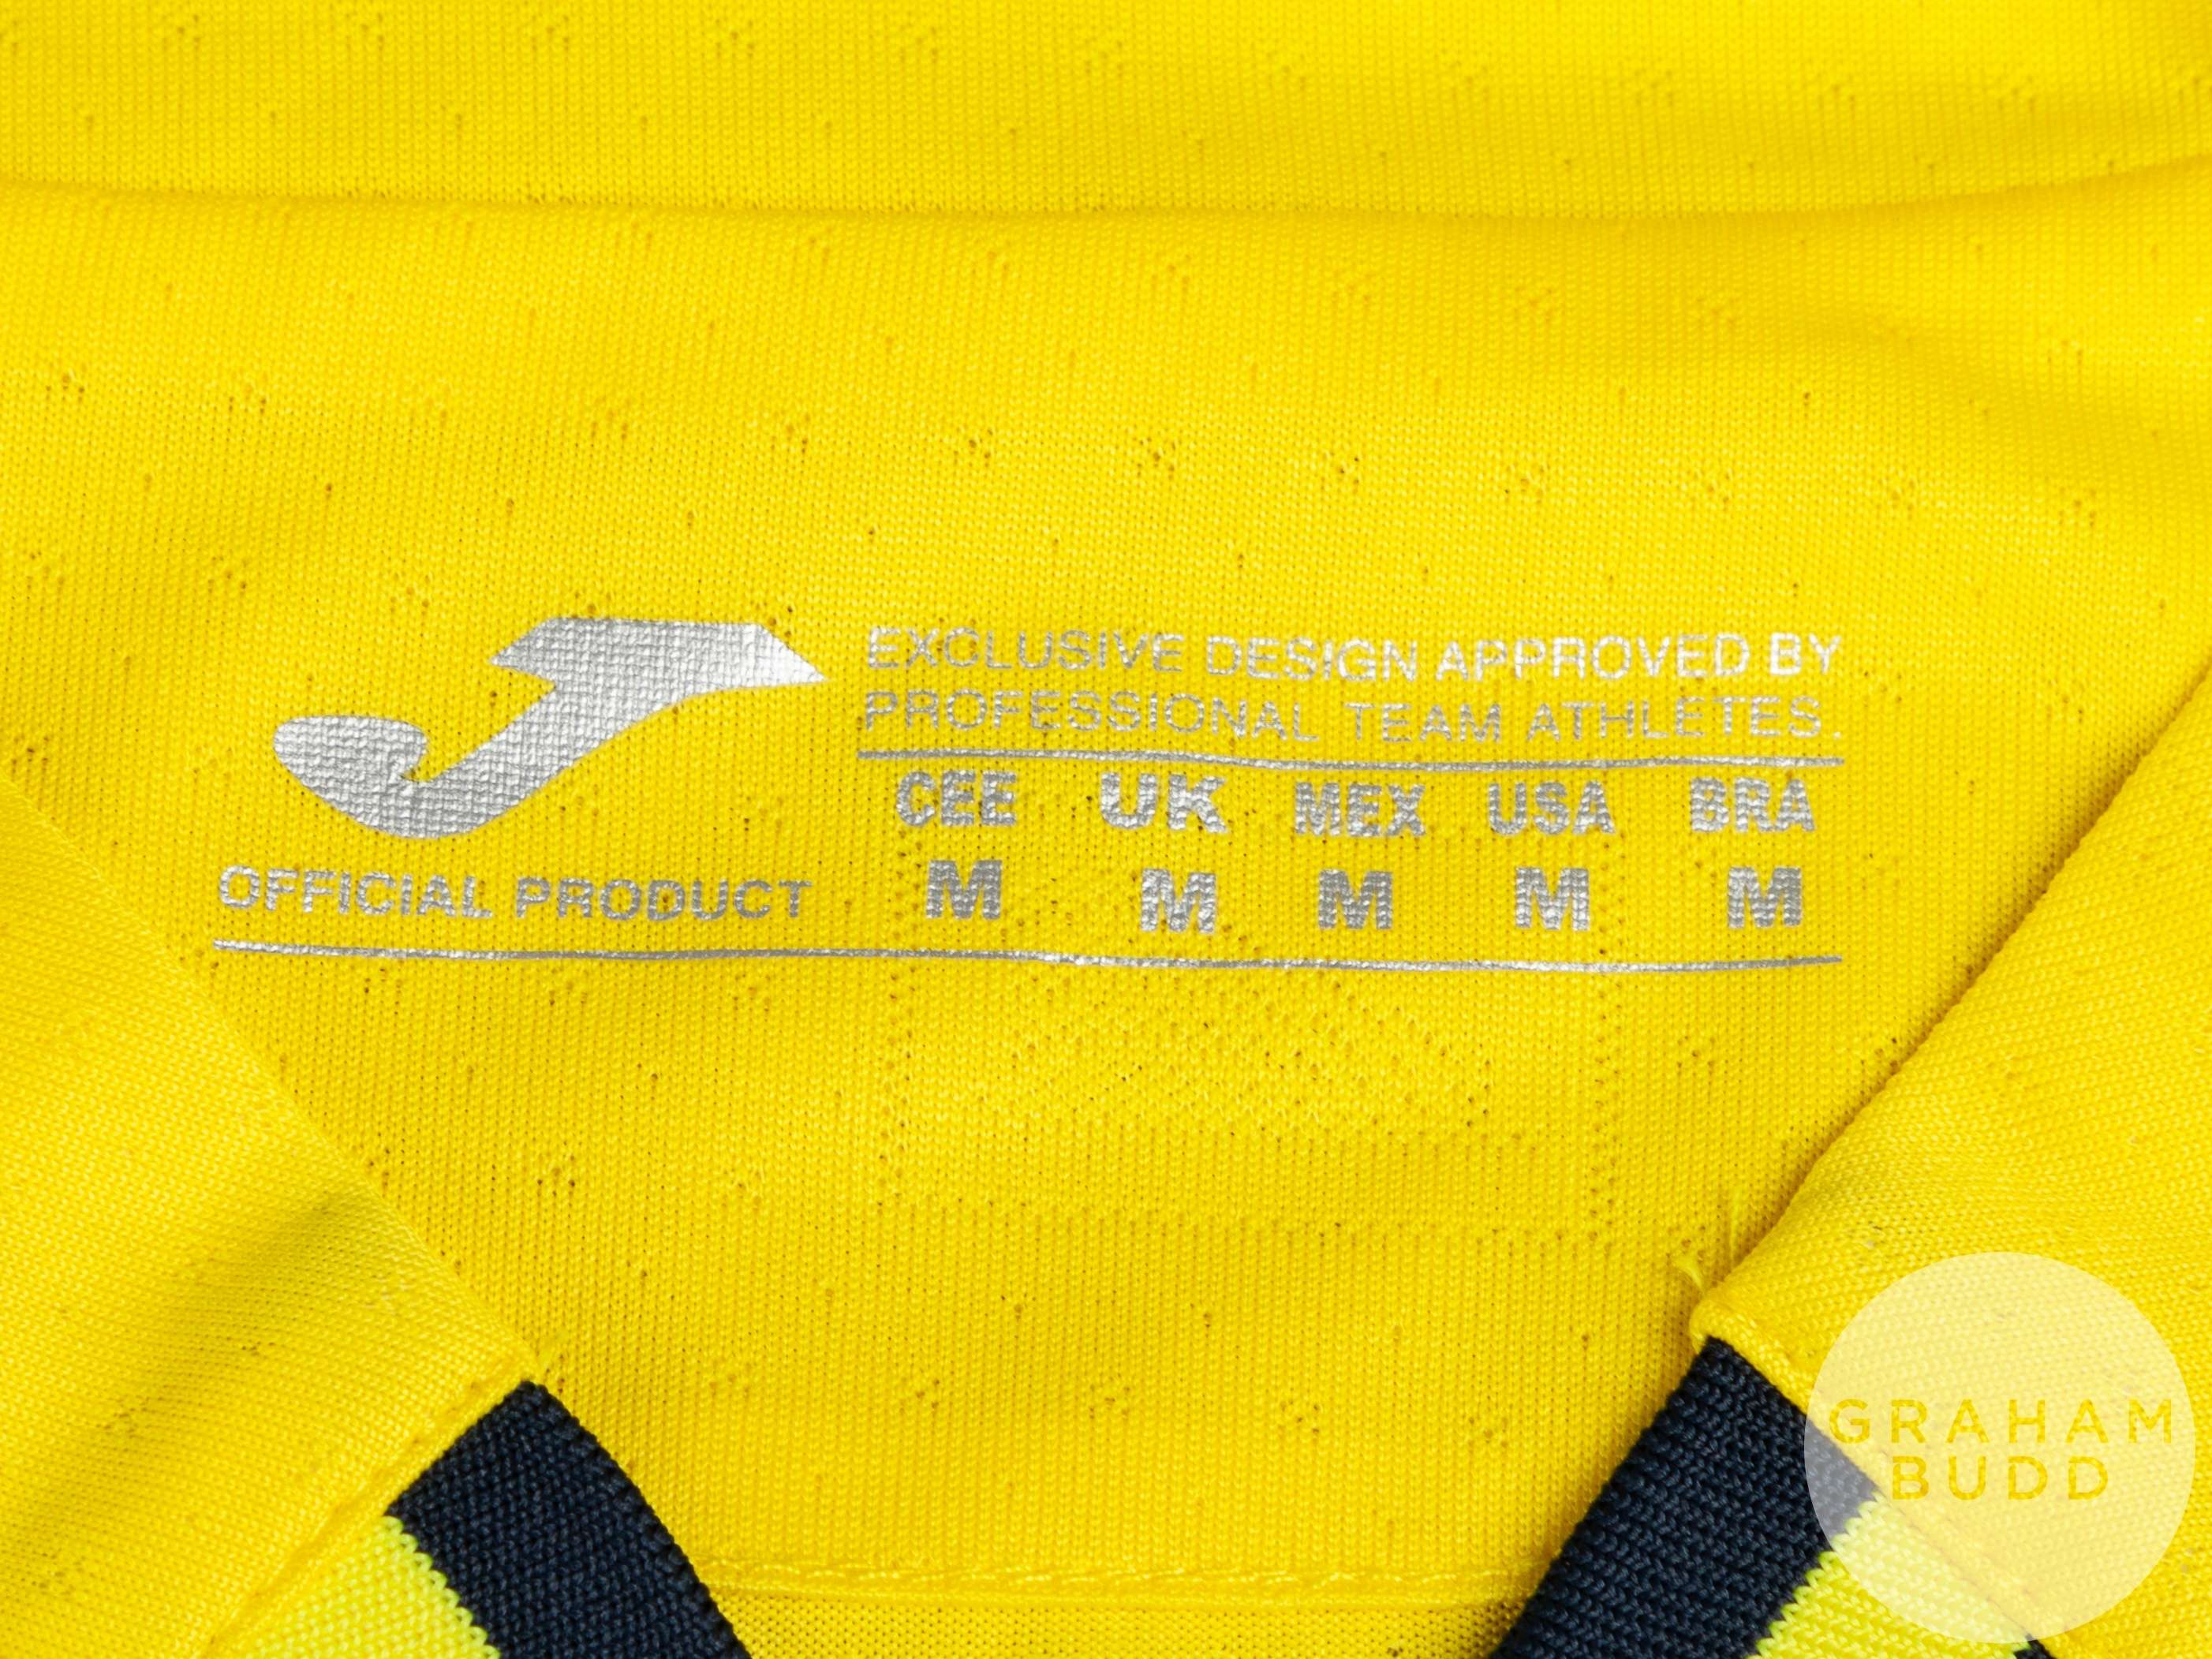 EXCLUSIVE DESIGN APPROVED BY
PROFESSIONAL TEAM ATHLETES.
CEE UK MEX USA BRA
M M M M M
OFFICIAL PRODUCT
GRAHAM
BUDD